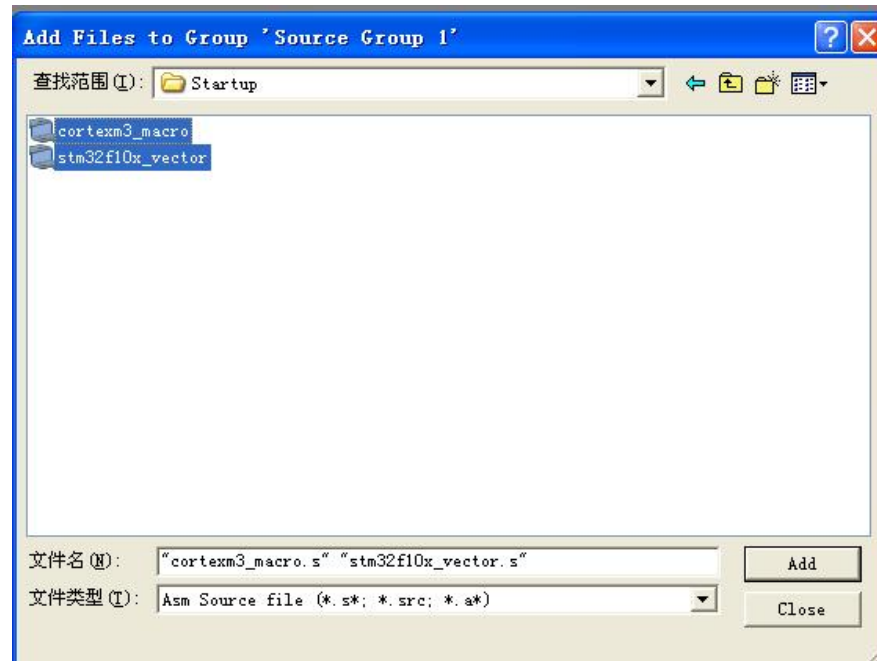 Add Files to Group 'Source Group 1'
查找范围(I): Startup
cortexm3_macro
stm32f10x_vector
文件名(N): "cortexm3_macro.s" "stm32f10x_vector.s" Add
文件类型(T): Asm Source file (*.s*; *.src; *.a*) Close